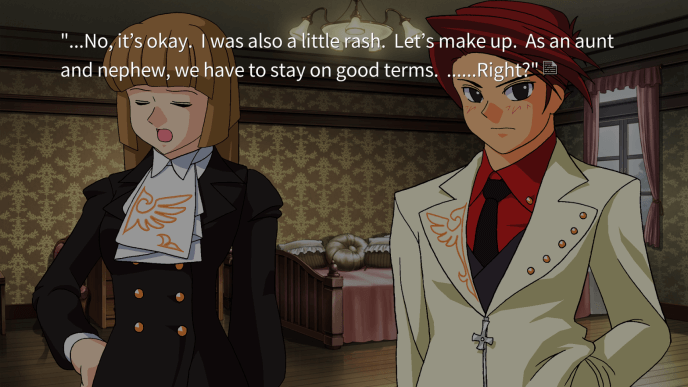 "...No, it’s okay.  I was also a little rash.  Let’s make up.  As an aunt
and nephew, we have to stay on good terms.  ......Right?"